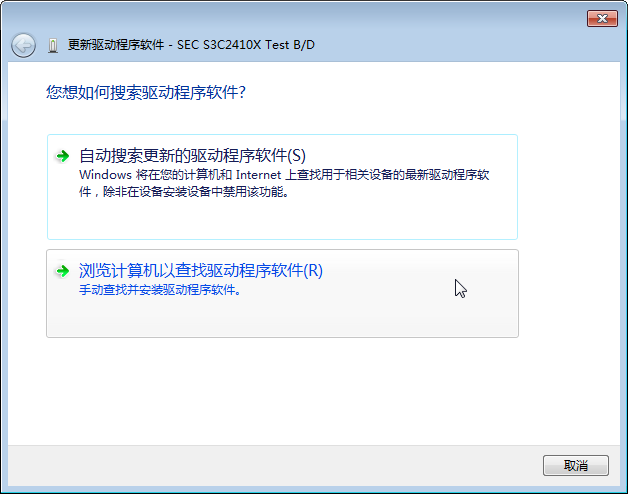 更新驱动程序软件 - SEC S3C2410X Test B/D
您想如何搜索驱动程序软件?
自动搜索更新的驱动程序软件(S)
Windows 将在您的计算机和 Internet 上查找用于相关设备的最新驱动程序软
件，除非在设备安装设备中禁用该功能。
浏览计算机以查找驱动程序软件(R)
手动查找并安装驱动程序软件。
取消